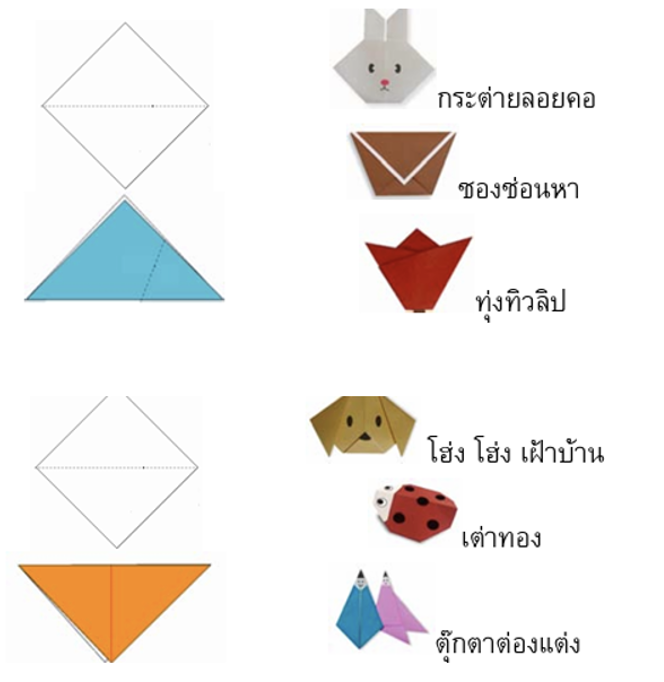 กระต่ายลอยคอ
ซองซ่อนหา
ทุ่งทิวลิป
โฮ่ง โฮ่ง เฝ้าบ้าน
เต่าทอง
ตุ๊กตาต่องแต่ง